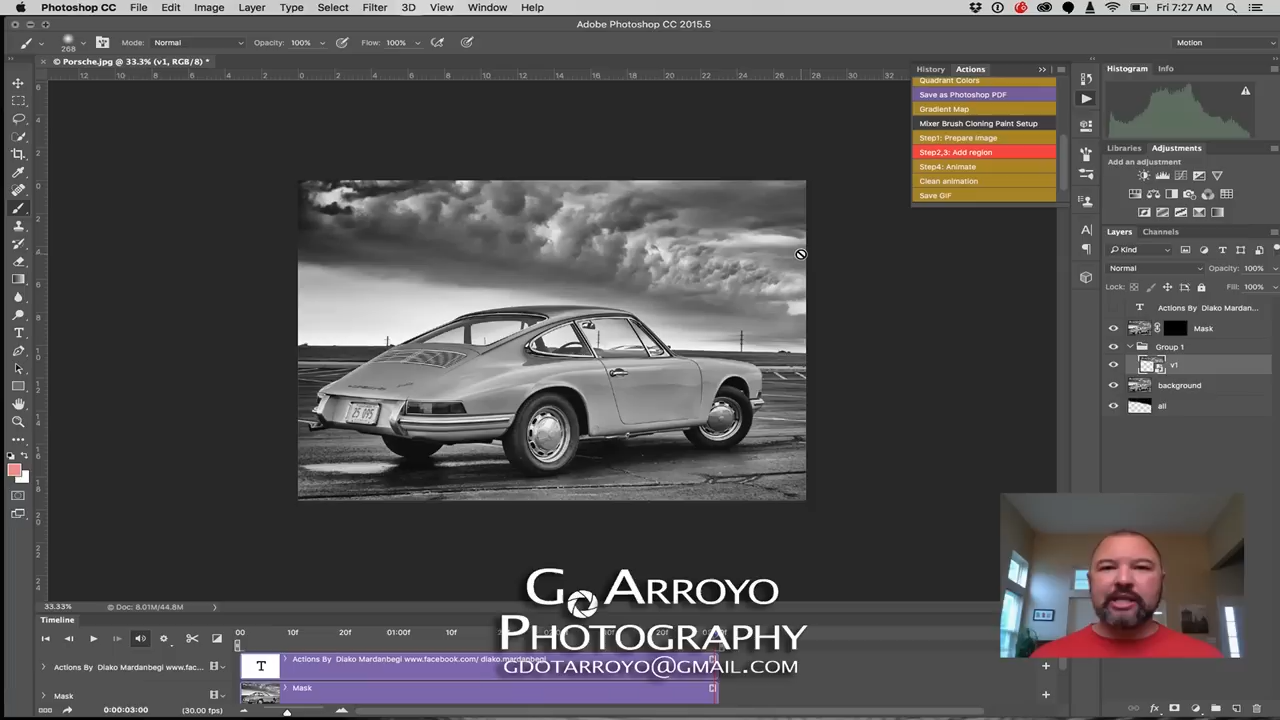 Photoshop CC File Edit Image Layer Type Select Filter 3D View Window Help Fri 7:27 AM
Adobe Photoshop CC 2015.5
268 Mode: Normal Opacity: 100% Flow: 100% Motion
© Porsche.jpg @ 33.3% (v1, RGB/8) *
History Actions
Quadrant Colors
Save as Photoshop PDF
Gradient Map
Mixer Brush Cloning Paint Setup
Step1: Prepare image
Step2,3: Add region
Step4: Animate
Clean animation
Save GIF
Histogram Info
Libraries Adjustments
Add an adjustment
Layers Channels
Kind
Normal Opacity: 100%
Lock: Fill: 100%
T Actions By Diako Mardan...
Mask
Group 1
v1
background
all
25 095
GO ARROYO
PHOTOGRAPHY
GDOTARROYO@GMAIL.COM
33.33% © Doc: 8.01M/44.8M
Timeline
00 10f 20f 01:00f 10f 20f
Actions By Diako Mardanbegi www.fac...
T Actions By Diako Mardanbegi www.facebook.com/ diako.mardanbegi
Mask
Mask
0:00:03:00 (30.00 fps)